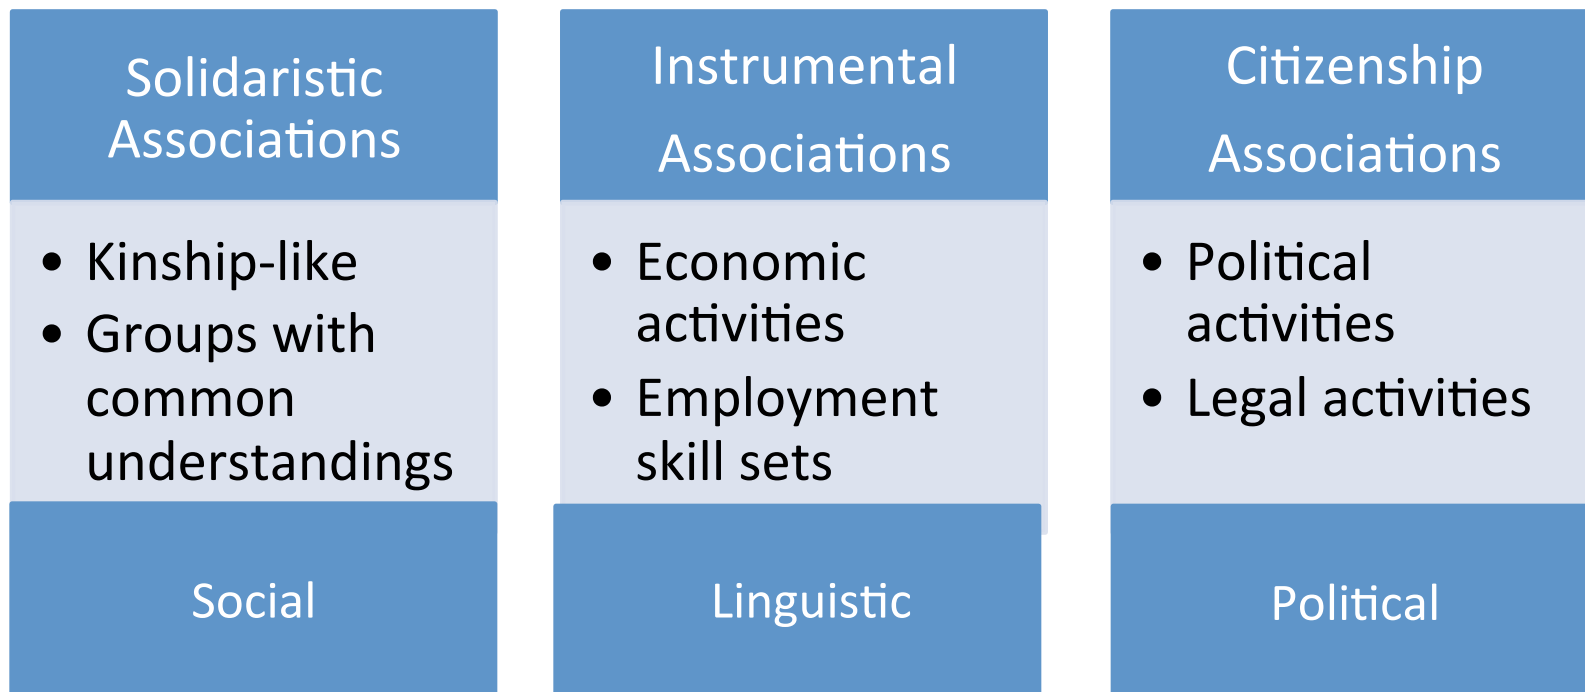 Solidaristic
Associations
• Kinship-like
• Groups with
common
understandings
Social
Instrumental
Associations
• Economic
activities
• Employment
skill sets
Linguistic
Citizenship
Associations
• Political
activities
• Legal activities
Political